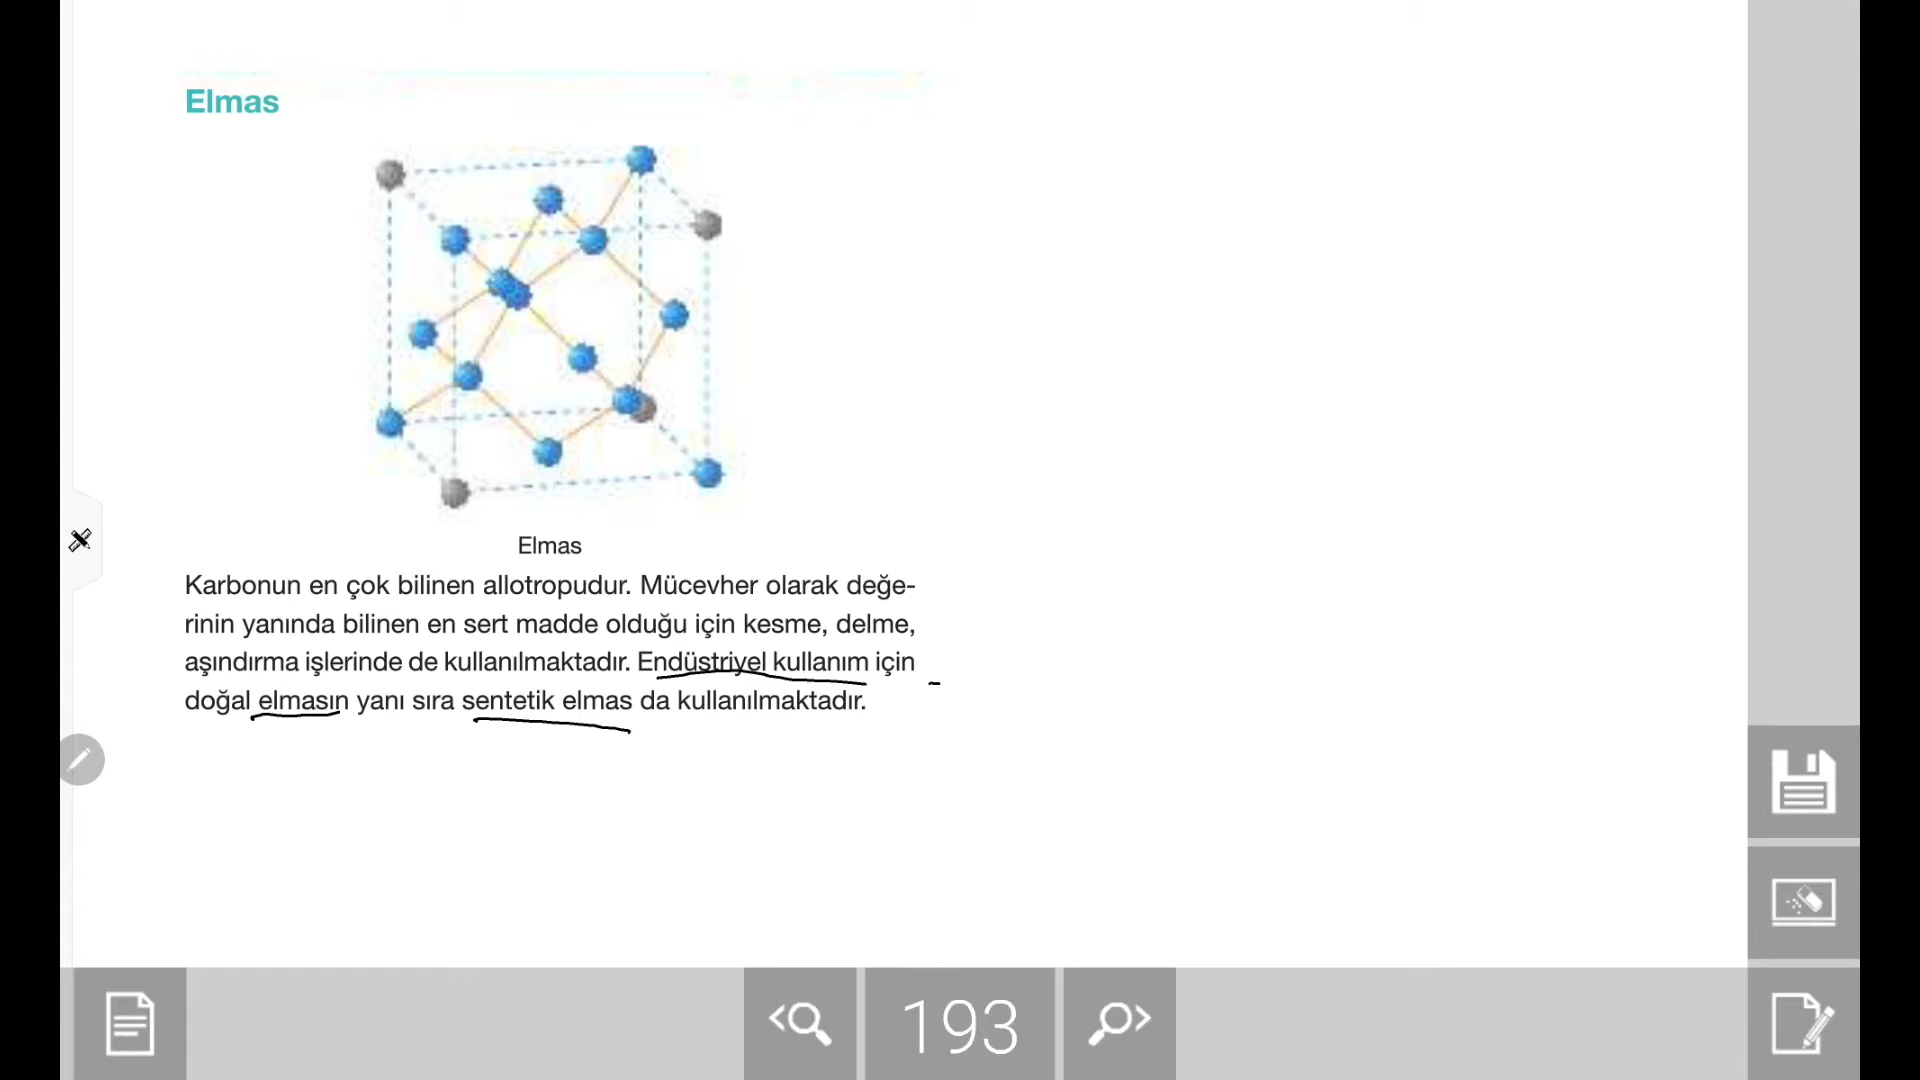 Elmas
Elmas
Karbonun en çok bilinen allotropudur. Mücevher olarak değe-
rinin yanında bilinen en sert madde olduğu için kesme, delme,
aşındırma işlerinde de kullanılmaktadır. Endüstriyel kullanım için
doğal elmasın yanı sıra sentetik elmas da kullanılmaktadır.
193